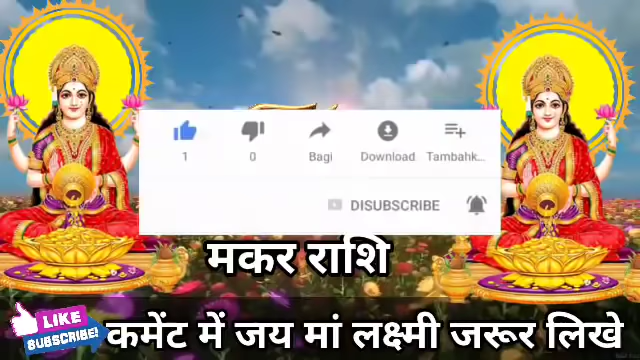 1 0 Bagi Download Tambahk...
DISUBSCRIBE
मकर राशि
LIKE
SUBSCRIBE!
कमेंट में जय मां लक्ष्मी जरूर लिखे